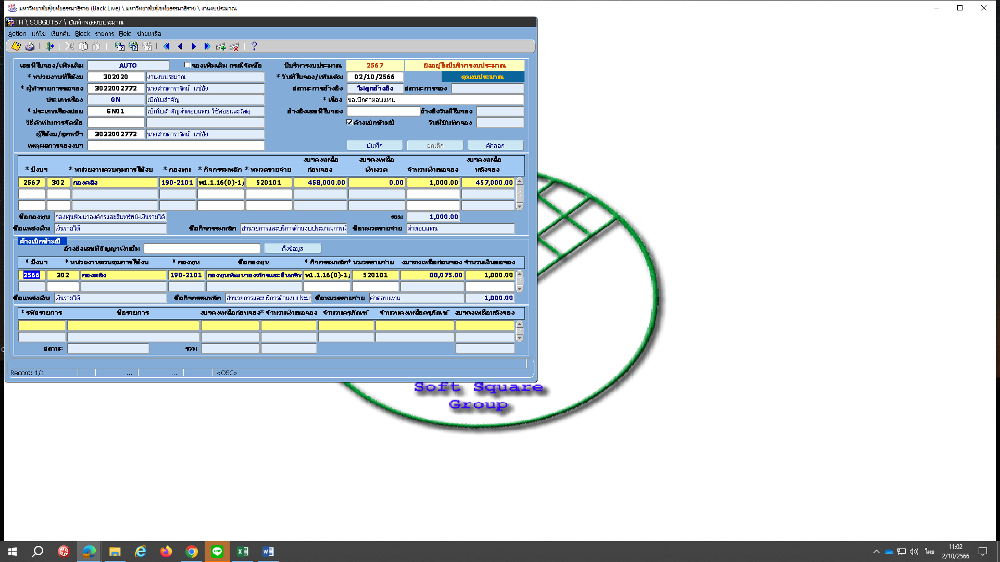 มหาวิทยาลัยสุโขทัยธรรมาธิราช (Back Live) \ มหาวิทยาลัยสุโขทัยธรรมาธิราช \ งานงบประมาณ
TH \ SOBGDT57 \ บันทึกจองงบประมาณ
Action แก้ไข เรียกค้น Block รายการ Field ช่วยเหลือ
เลขที่ใบจอง/เพิ่มเติม AUTO จองเพิ่มเติม กรณีจัดซื้อ ปีบริหารงบประมาณ 2567 ยังอยู่ในปีบริหารงบประมาณ
* หน่วยงานที่ใช้งบ 302020 งานงบประมาณ * วันที่ใบจอง/เพิ่มเติม 02/10/2566 คุมงบประมาณ
* ผู้ทำรายการขอจอง 3022002772 นางสาวดารารัตน์ แซ่อึ้ง สถานะการอ้างอิง ไม่ถูกอ้างอิง สถานะการจอง
ประเภทเรื่อง GN เบิกใบสำคัญ * เรื่อง ขอเบิกค่าตอบแทน
* ประเภทเรื่องย่อย GN01 เบิกใบสำคัญค่าตอบแทน ใช้สอยและวัสดุ อ้างอิงเลขที่ใบจอง อ้างอิงวันที่ใบจอง
วิธีดำเนินการจัดซื้อ ค้างเบิกข้ามปี วันที่บันทึกจอง
ผู้ใช้งบ/ลูกหนี้ฯ 3022002772 นางสาวดารารัตน์ แซ่อึ้ง
เหตุผลการจองงบฯ บันทึก ยกเลิก คัดลอก
* ปีงบฯ * หน่วยงานควบคุมการใช้งบ * กองทุน * กิจกรรมหลัก * หมวดรายจ่าย งบฯคงเหลือ ก่อนจอง งบฯคงเหลือ เงินงวด จำนวนเงินขอจอง งบฯคงเหลือ หลังจอง
2567 302 กองคลัง 190-2101 พ1.1.16(0)-1/ 520101 458,000.00 0.00 1,000.00 457,000.00
ชื่อกองทุน กองทุนพัฒนาองค์กรและสินทรัพย์-เงินรายได้ รวม 1,000.00
ชื่อแหล่งเงิน เงินรายได้ ชื่อกิจกรรมหลัก อำนวยการและบริการด้านงบประมาณการเงิ ชื่อหมวดรายจ่าย ค่าตอบแทน
ค้างเบิกข้ามปี
อ้างอิงเลขที่สัญญาเงินยืม ดึงข้อมูล
* ปีงบฯ * หน่วยงานควบคุมการใช้งบ * กองทุน ชื่อกองทุน * กิจกรรมหลัก * หมวดรายจ่าย งบฯคงเหลือก่อนจอง จำนวนเงินขอจอง
2566 302 กองคลัง 190-2101 กองทุนพัฒนาองค์กรและสินทรัพ พ1.1.16(0)-1/ 520101 88,075.00 1,000.00
ชื่อแหล่งเงิน เงินรายได้ ชื่อกิจกรรมหลัก อำนวยการและบริการด้านงบประมา ชื่อหมวดรายจ่าย ค่าตอบแทน 1,000.00
* รหัสรายการ ชื่อรายการ งบฯคงเหลือก่อนจอง * จำนวนเงินขอจอง จำนวนครุภัณฑ์ จำนวนคงเหลือครุภัณฑ์ งบฯคงเหลือหลังจอง
สถานะ รวม
Record: 1/1 ... ... <OSC>
Soft Square
Group
LINE
ไทย
11:02
2/10/2566